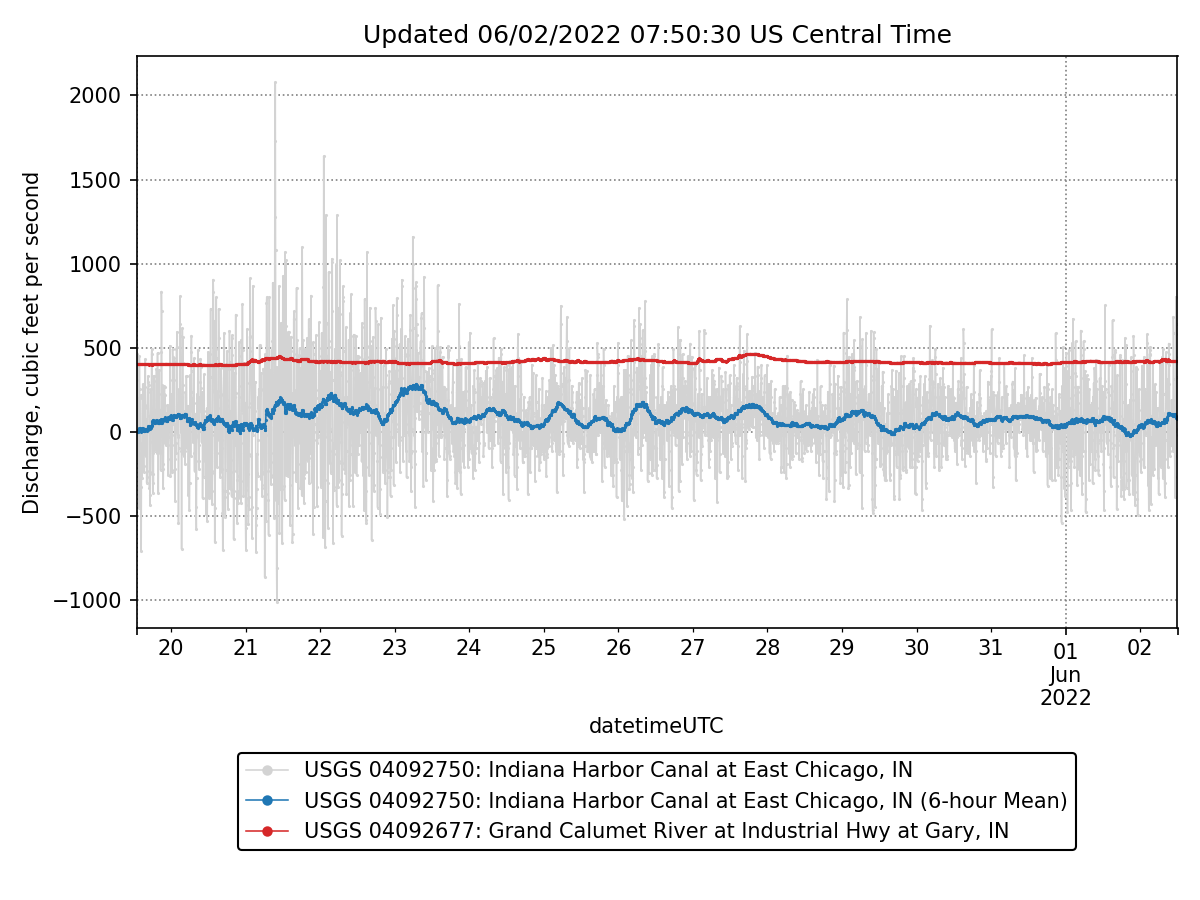 Updated 06/02/2022 07:50:30 US Central Time
Discharge, cubic feet per second
2000
1500
1000
500
0
−500
−1000
20 21 22 23 24 25 26 27 28 29 30 31 01 02
Jun
2022
datetimeUTC
USGS 04092750: Indiana Harbor Canal at East Chicago, IN
USGS 04092750: Indiana Harbor Canal at East Chicago, IN (6-hour Mean)
USGS 04092677: Grand Calumet River at Industrial Hwy at Gary, IN